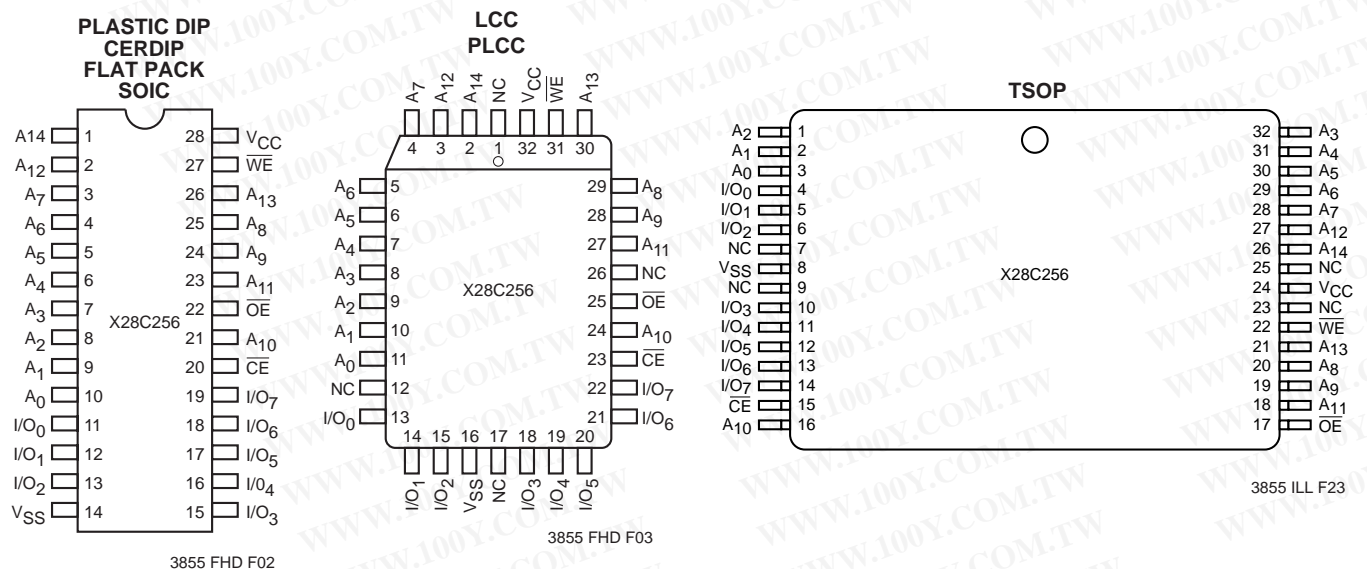 PLASTIC DIP
CERDIP
FLAT PACK
SOIC
A14 1 28 VCC
A12 2 27 WE
A7 3 26 A13
A6 4 25 A8
A5 5 24 A9
A4 6 23 A11
A3 7 22 OE
X28C256
A2 8 21 A10
A1 9 20 CE
A0 10 19 I/O7
I/O0 11 18 I/O6
I/O1 12 17 I/O5
I/O2 13 16 I/04
VSS 14 15 I/O3
3855 FHD F02
LCC
PLCC
A7 A12 A14 NC VCC WE A13
4 3 2 1 32 31 30
A6 5 29 A8
A5 6 28 A9
A4 7 27 A11
A3 8 26 NC
X28C256
A2 9 25 OE
A1 10 24 A10
A0 11 23 CE
NC 12 22 I/O7
I/O0 13 21 I/O6
14 15 16 17 18 19 20
I/O1 I/O2 VSS NC I/O3 I/O4 I/O5
3855 FHD F03
TSOP
A2 1 32 A3
A1 2 31 A4
A0 3 30 A5
I/O0 4 29 A6
I/O1 5 28 A7
I/O2 6 27 A12
NC 7 26 A14
VSS 8 25 NC
X28C256
NC 9 24 VCC
I/O3 10 23 NC
I/O4 11 22 WE
I/O5 12 21 A13
I/O6 13 20 A8
I/O7 14 19 A9
CE 15 18 A11
A10 16 17 OE
3855 ILL F23
WWW.100Y.COM.TW